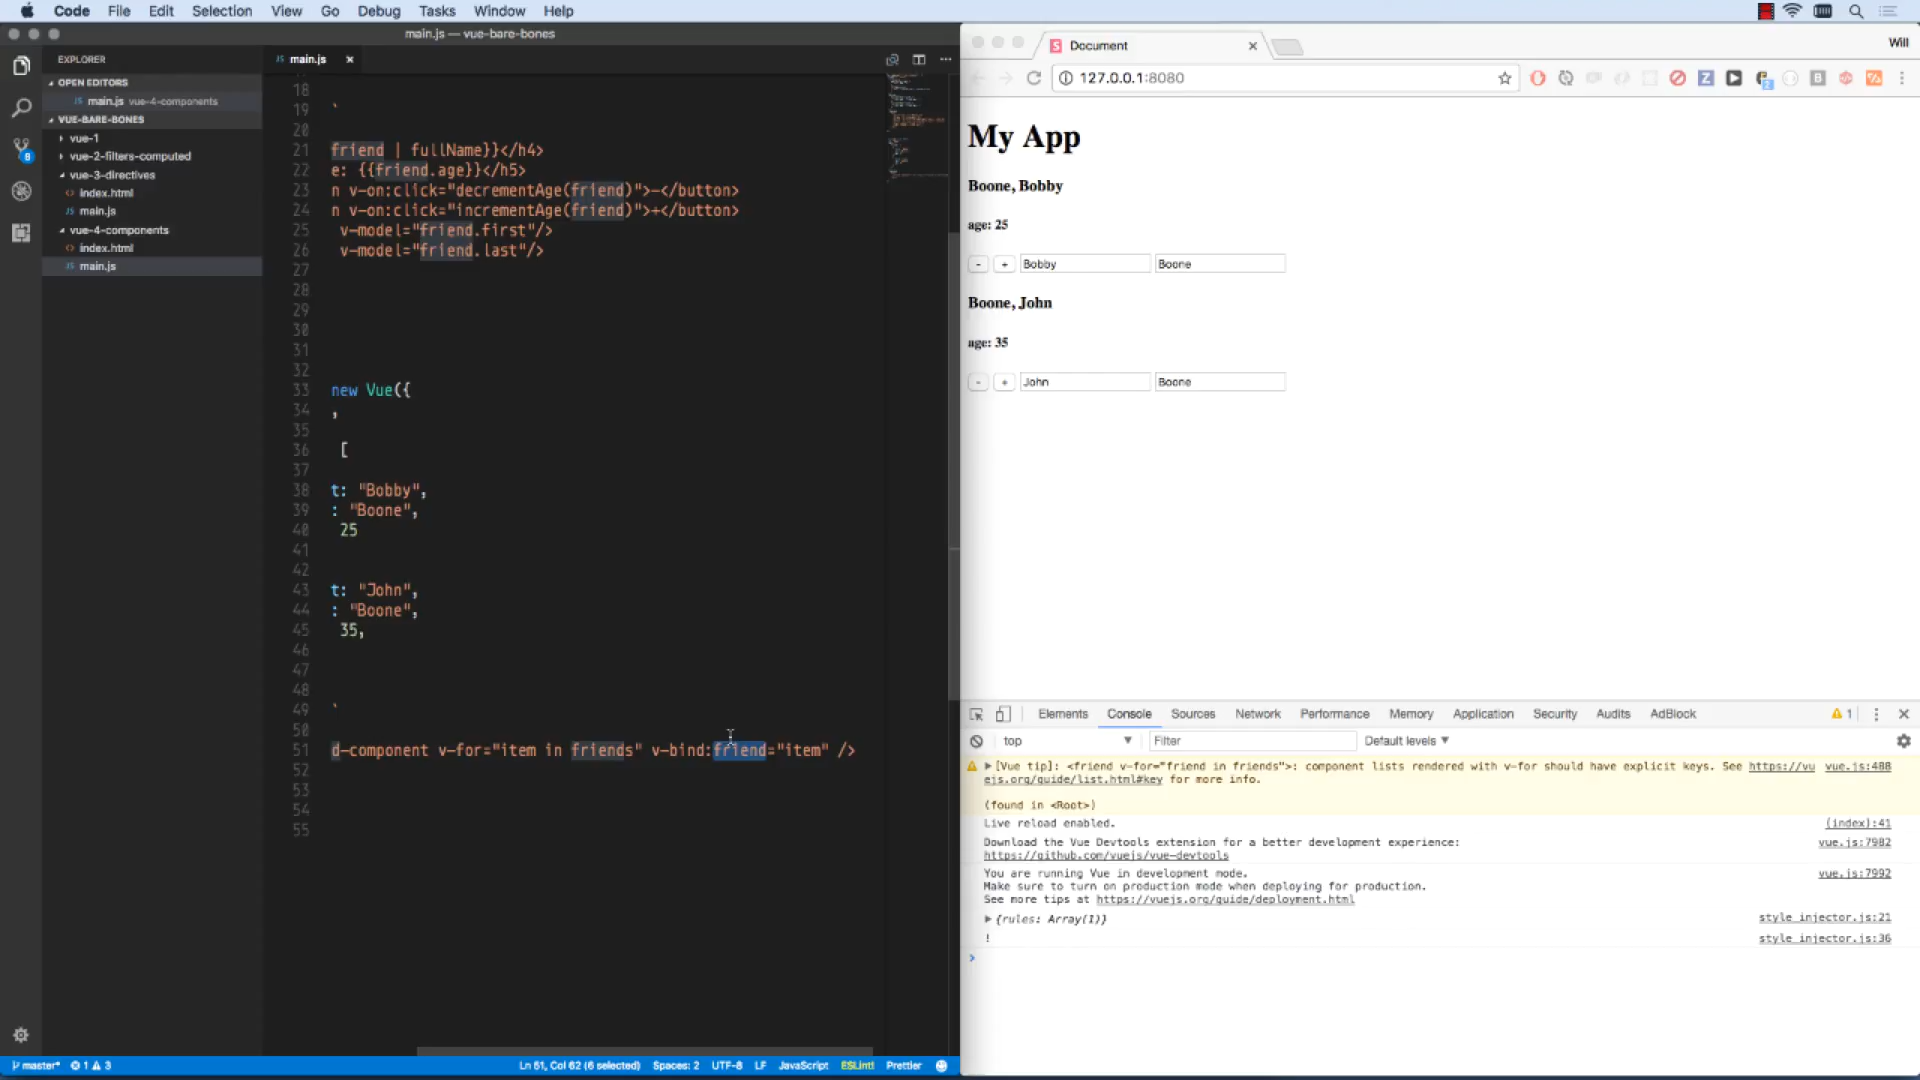 Code File Edit Selection View Go Debug Tasks Window Help
main.js — vue-bare-bones
EXPLORER
OPEN EDITORS
JS main.js vue-4-components
VUE-BARE-BONES
vue-1
vue-2-filters-computed
vue-3-directives
<> index.html
JS main.js
vue-4-components
<> index.html
JS main.js
JS main.js ×
18
19 `
20
21 friend | fullName}}</h4>
22 e: {{friend.age}}</h5>
23 n v-on:click="decrementAge(friend)">-</button>
24 n v-on:click="incrementAge(friend)">+</button>
25 v-model="friend.first"/>
26 v-model="friend.last"/>
27
28
29
30
31
32
33 new Vue({
34 ,
35
36 [
37
38 t: "Bobby",
39 : "Boone",
40 25
41
42
43 t: "John",
44 : "Boone",
45 35,
46
47
48
49 `
50
51 d-component v-for="item in friends" v-bind:friend="item" />
52
53
54
55
master* 1 3
Ln 51, Col 62 (6 selected) Spaces: 2 UTF-8 LF JavaScript ESLint! Prettier
Document
Will
127.0.0.1:8080
My App
Boone, Bobby
age: 25
- + Bobby Boone
Boone, John
age: 35
- + John Boone
Elements Console Sources Network Performance Memory Application Security Audits AdBlock 1
top Filter Default levels
[Vue tip]: <friend v-for="friend in friends">: component lists rendered with v-for should have explicit keys. See https://vu vue.js:488
ejs.org/guide/list.html#key for more info.
(found in <Root>)
Live reload enabled. (index):41
Download the Vue Devtools extension for a better development experience: vue.js:7982
https://github.com/vuejs/vue-devtools
You are running Vue in development mode. vue.js:7992
Make sure to turn on production mode when deploying for production.
See more tips at https://vuejs.org/guide/deployment.html
{rules: Array(1)} style_injector.js:21
! style_injector.js:36
>